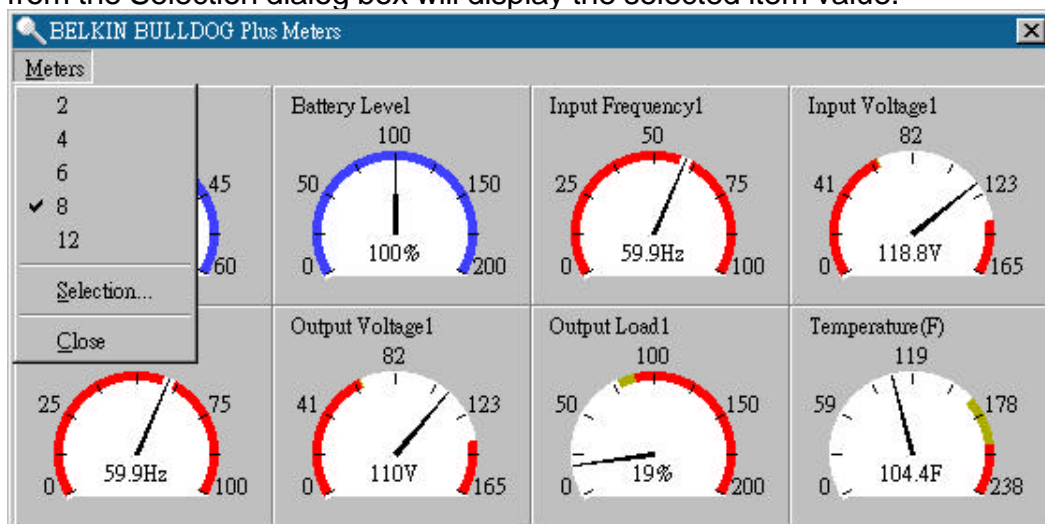 from the Selection dialog box will display the selected item value.
BELKIN BULLDOG Plus Meters
Meters
2
4
6
8
12
Selection...
Close
45
60
Battery Level
100
50
150
100%
0
200
Input Frequency1
50
25
75
59.9Hz
0
100
Input Voltage1
82
41
123
118.8V
0
165
25
75
59.9Hz
0
100
Output Voltage1
82
41
123
110V
0
165
Output Load1
100
50
150
19%
0
200
Temperature(F)
119
59
178
104.4F
0
238